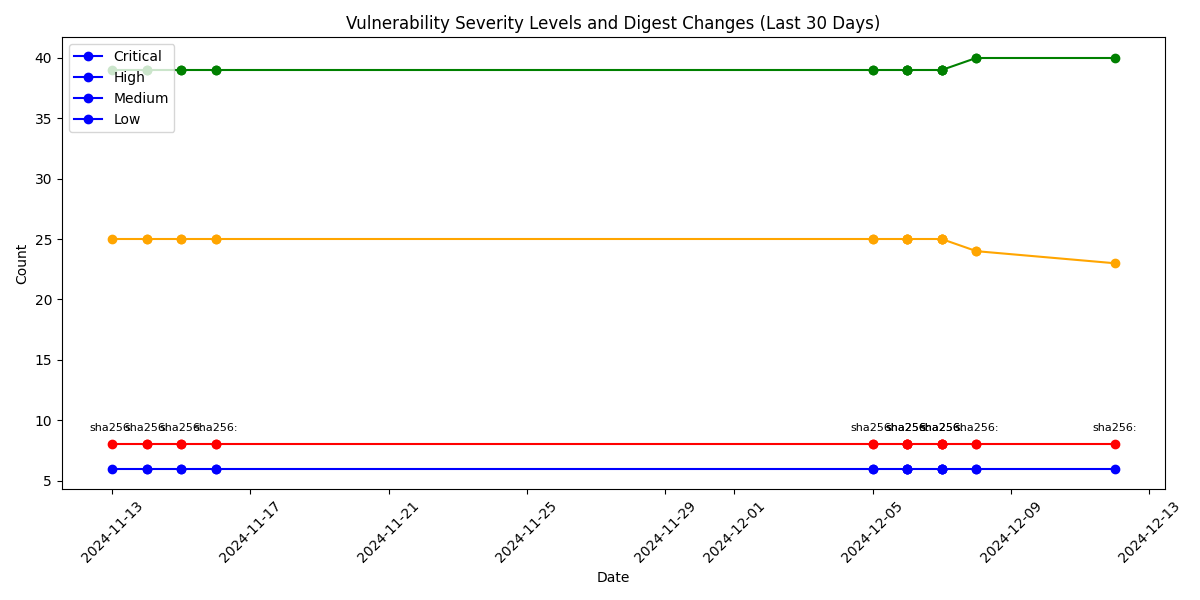 Vulnerability Severity Levels and Digest Changes (Last 30 Days)
Critical
High
Medium
Low
40
35
30
25
20
15
10
5
Count
sha256: sha256: sha256: sha256: sha256: sha256: sha256: sha256: sha256:
2024-11-13 2024-11-17 2024-11-21 2024-11-25 2024-11-29 2024-12-01 2024-12-05 2024-12-09 2024-12-13
Date